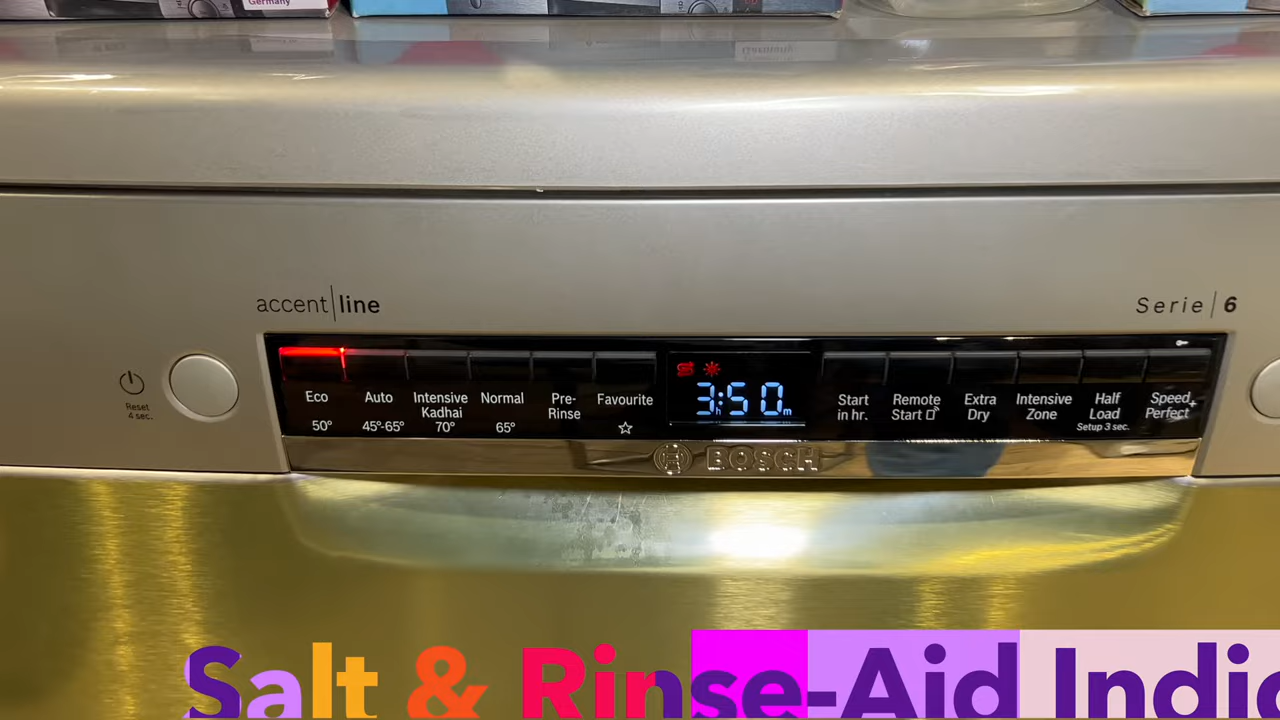 Germany
accent|line
Serie|6
Reset
4 sec.
Eco
50°
Auto
45°-65°
Intensive
Kadhai
70°
Normal
65°
Pre-
Rinse
Favourite
3:50
h
m
Start
in hr.
Remote
Start
Extra
Dry
Intensive
Zone
Half
Load
Setup 3 sec.
Speed
Perfect+
BOSCH
Salt & Rinse-Aid Indic